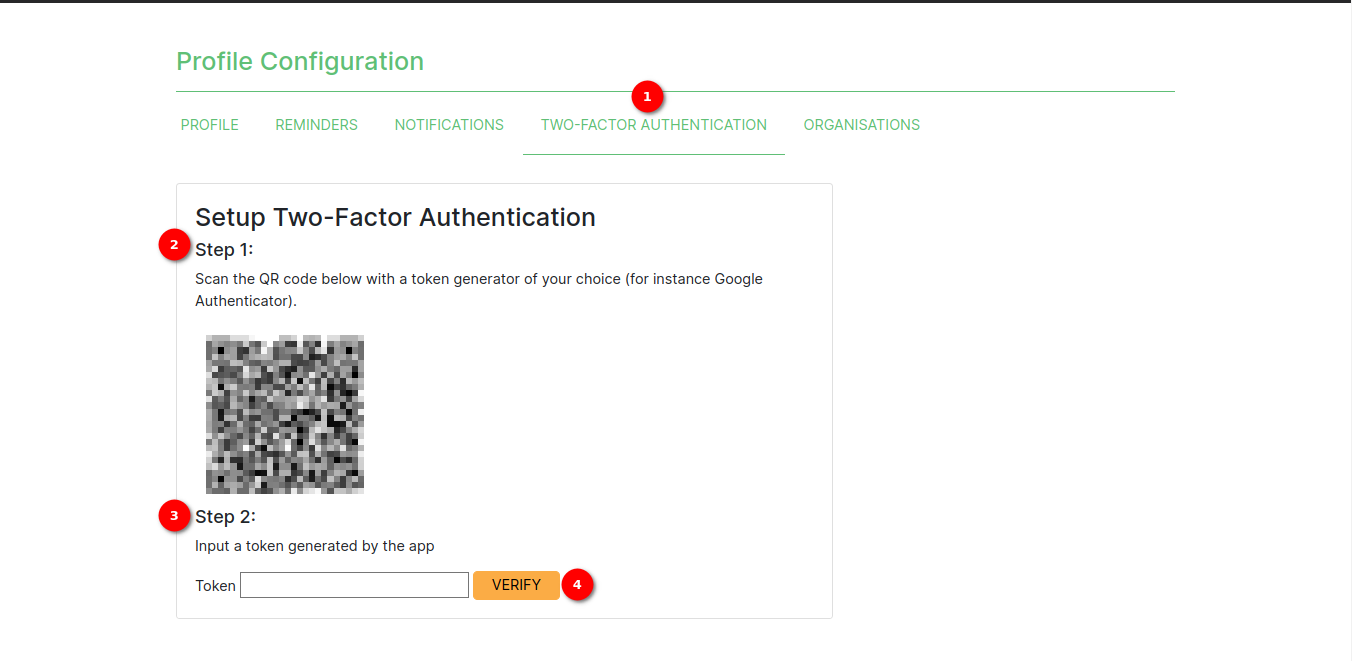 Profile Configuration
1
PROFILE REMINDERS NOTIFICATIONS TWO-FACTOR AUTHENTICATION ORGANISATIONS
Setup Two-Factor Authentication
2
Step 1:
Scan the QR code below with a token generator of your choice (for instance Google
Authenticator).
3
Step 2:
Input a token generated by the app
Token VERIFY 4